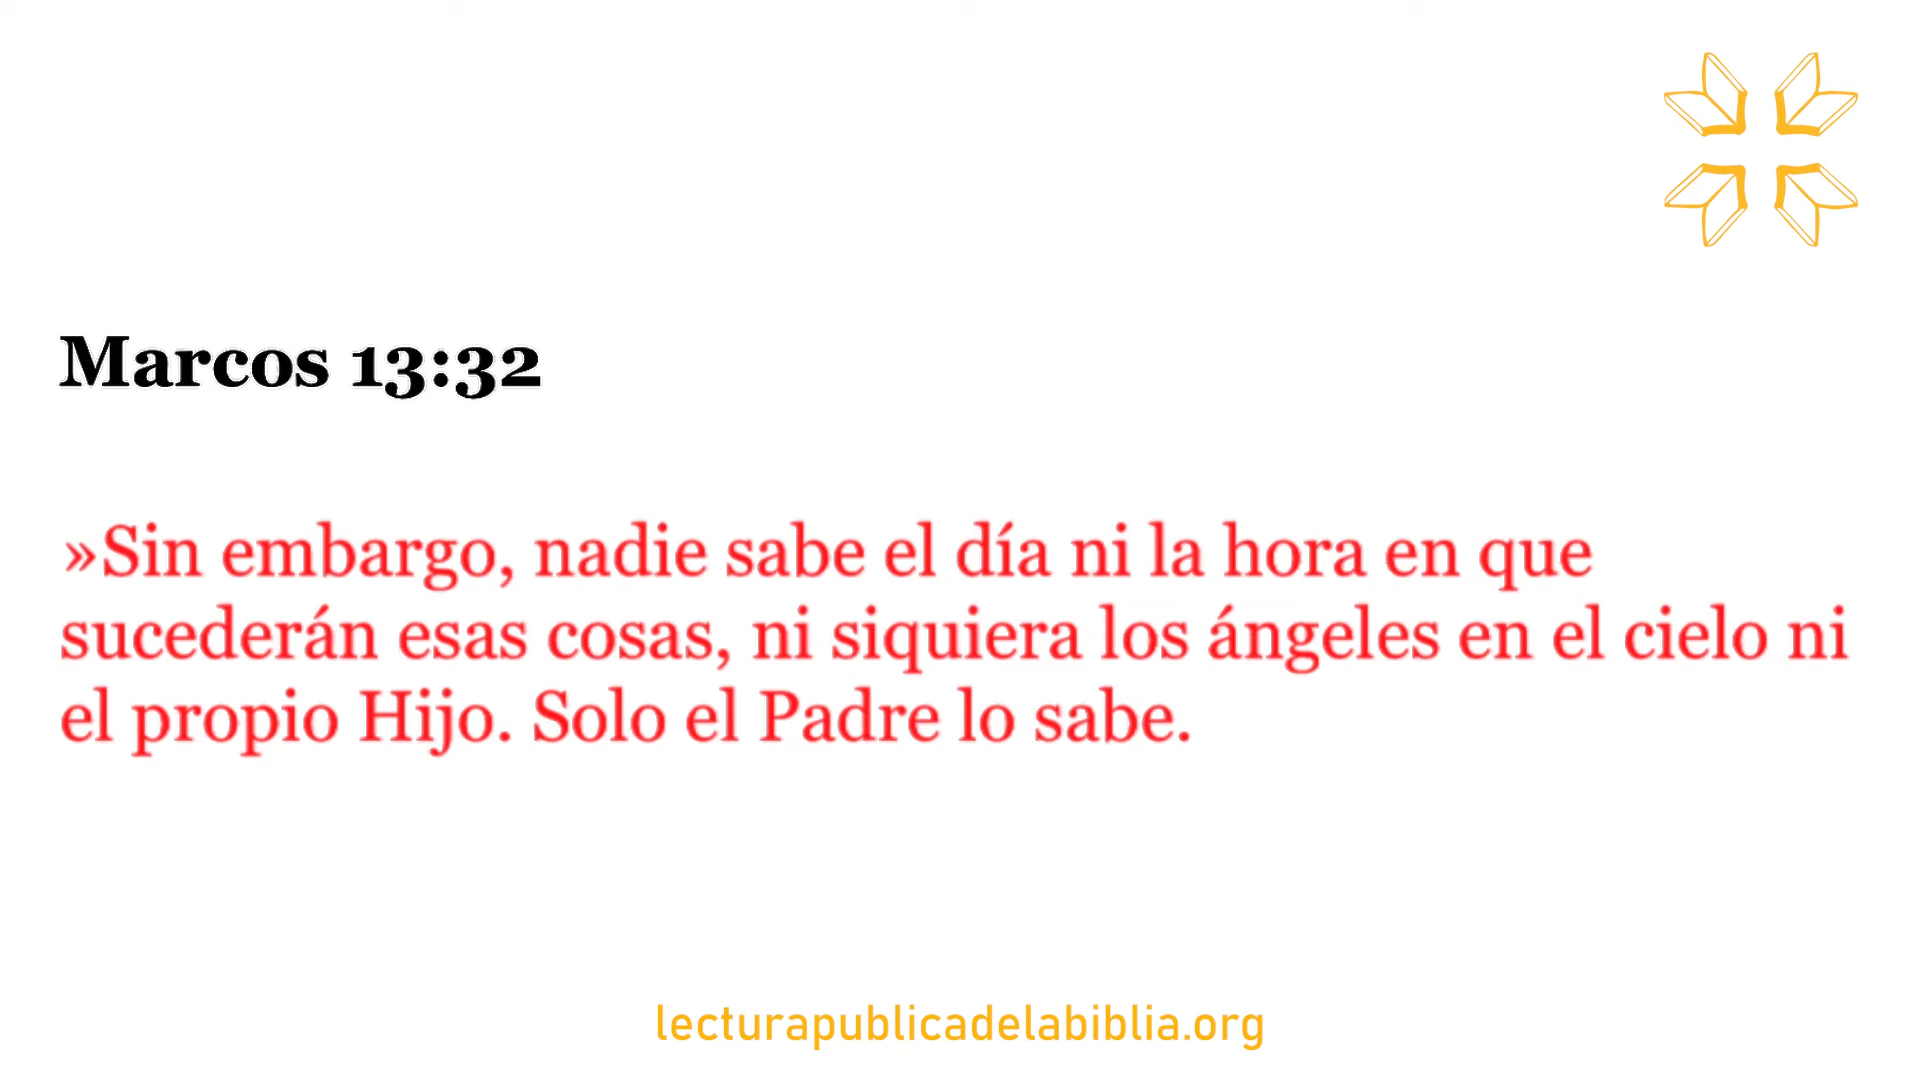 Marcos 13:32
»Sin embargo, nadie sabe el día ni la hora en que
sucederán esas cosas, ni siquiera los ángeles en el cielo ni
el propio Hijo. Solo el Padre lo sabe.
lecturapublicadelabiblia.org